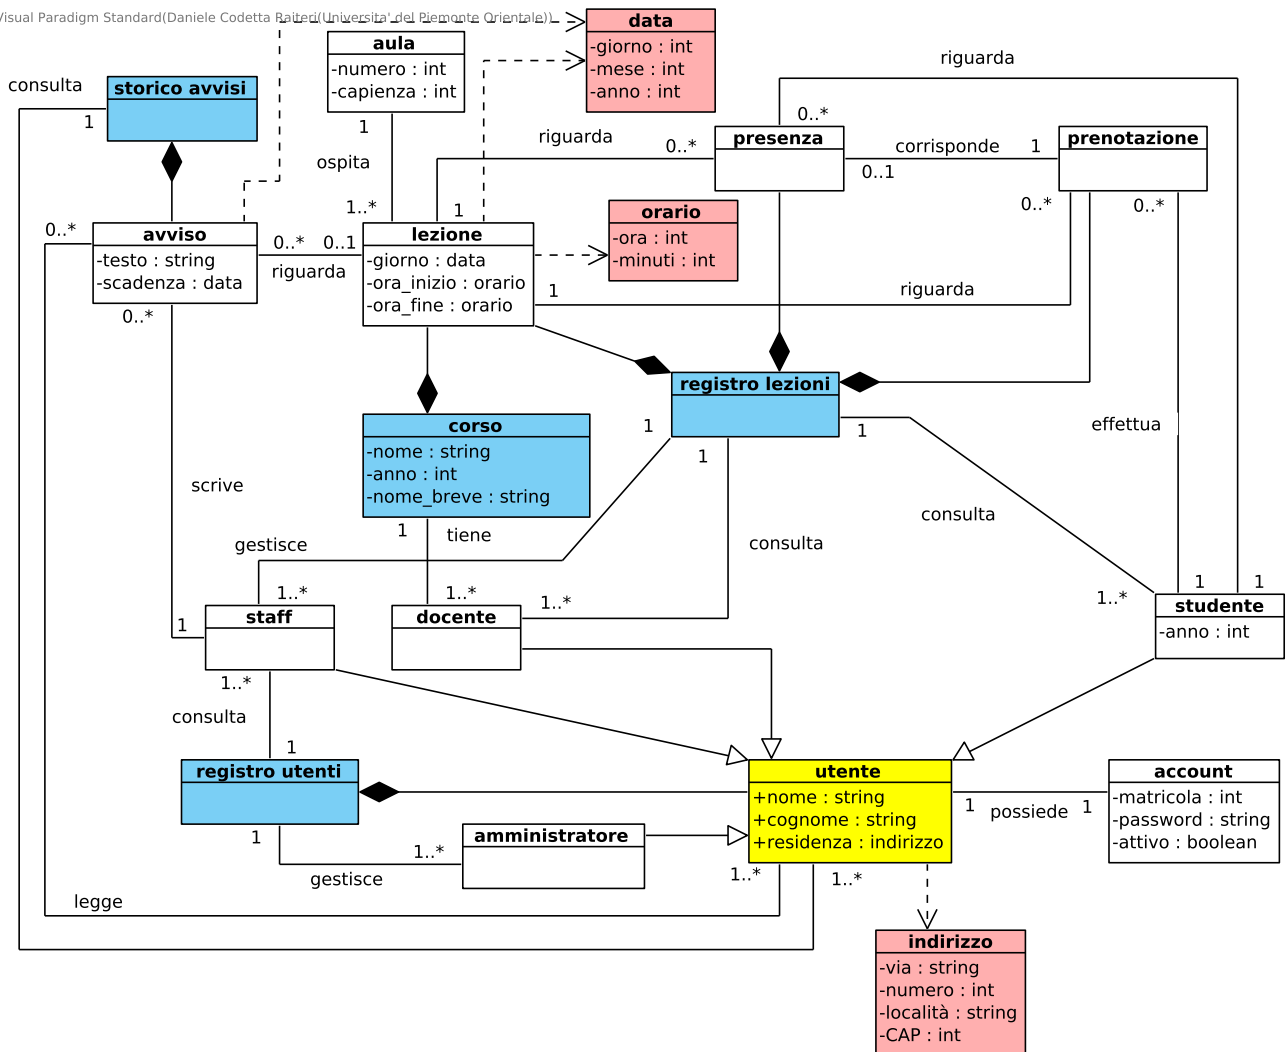 Visual Paradigm Standard(Daniele Codetta Raiteri(Universita' del Piemonte Orientale))
data
-giorno : int
-mese : int
-anno : int
aula
-numero : int
-capienza : int
storico avvisi
consulta
1
riguarda
0..*
presenza
prenotazione
corrisponde
1
0..1
riguarda
0..*
1
ospita
1..*
1
0..*
0..*
orario
-ora : int
-minuti : int
0..*
avviso
-testo : string
-scadenza : data
0..*
0..1
riguarda
lezione
-giorno : data
-ora_inizio : orario
-ora_fine : orario
1
riguarda
0..*
registro lezioni
corso
-nome : string
-anno : int
-nome_breve : string
1
1
1
effettua
scrive
consulta
1
tiene
gestisce
consulta
1..*
1..*
1..*
1
1
1..*
staff
docente
studente
-anno : int
1
1..*
consulta
1
registro utenti
utente
+nome : string
+cognome : string
+residenza : indirizzo
1
possiede
1
account
-matricola : int
-password : string
-attivo : boolean
amministratore
1
1..*
gestisce
1..*
1..*
legge
indirizzo
-via : string
-numero : int
-località : string
-CAP : int